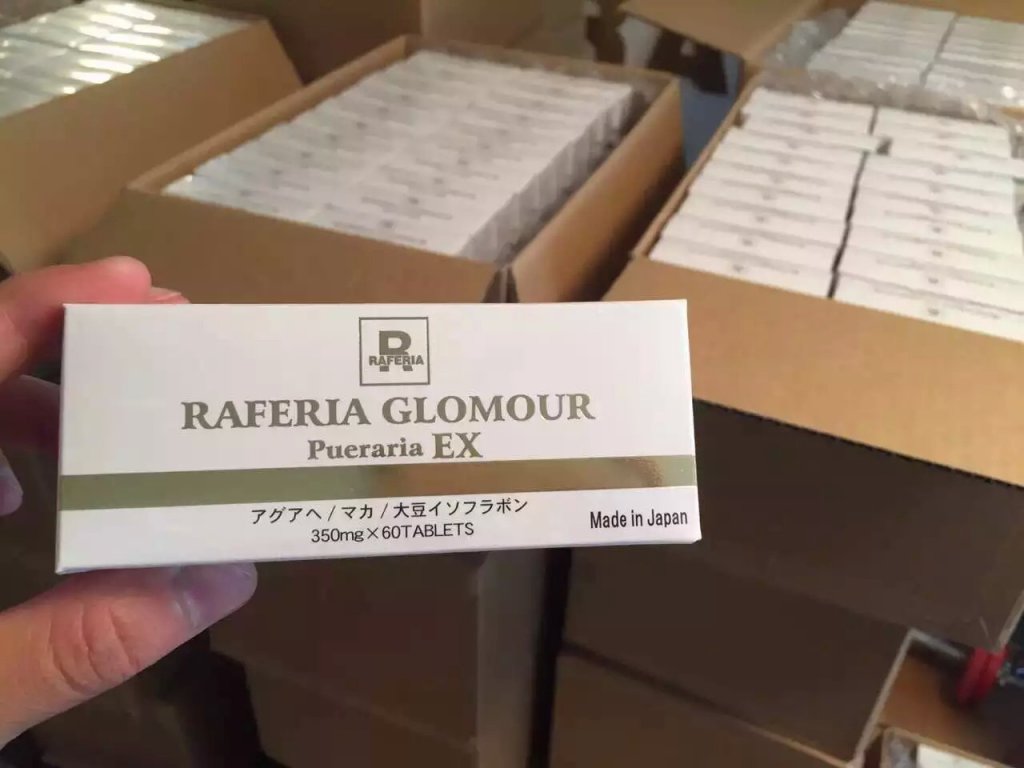 R
RAFERIA
RAFERIA GLOMOUR
Pueraria EX
アグアヘ / マカ / 大豆イソフラボン
350mg×60TABLETS
Made in Japan